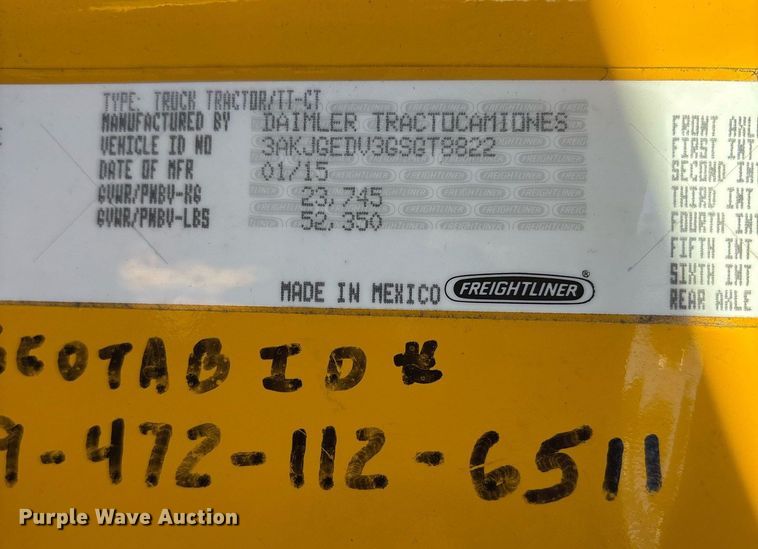 TYPE: TRUCK TRACTOR/TT-CT
MANUFACTURED BY DAIMLER TRACTOCAMIONES
VEHICLE ID NO 3AKJGEDV3GSGT8822
DATE OF MFR 01/15
GVWR/PNBV-KG 23,745
GVWR/PNBV-LBS 52,350
MADE IN MEXICO FREIGHTLINER®
FRONT AXLE
FIRST INT
SECOND INT
THIRD INT
FOURTH INT
FIFTH INT
SIXTH INT
REAR AXLE
GEOTAB ID #
9-472-112-6511
Purple Wave Auction